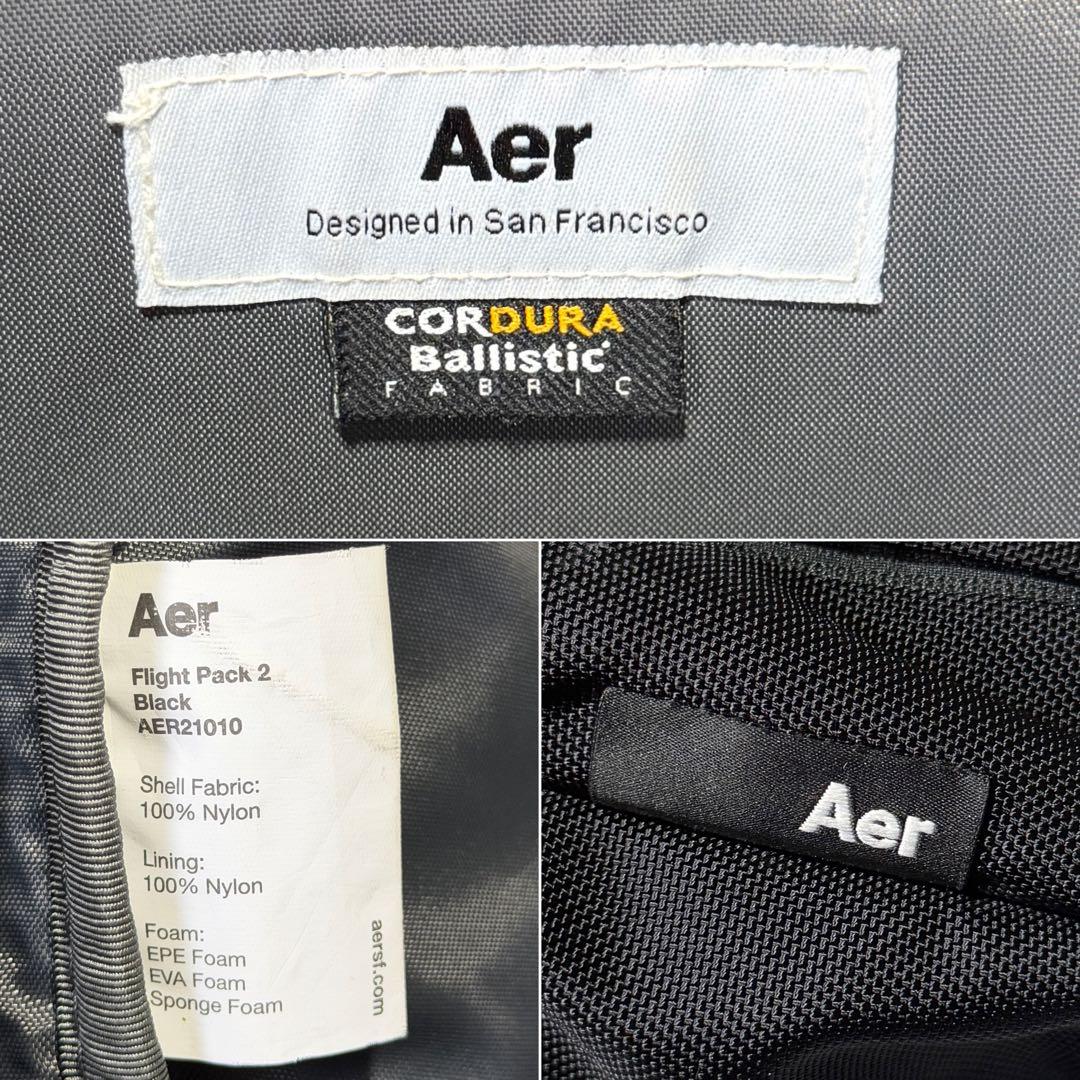 Aer
Designed in San Francisco
CORDURA
Ballistic
FABRIC
Aer
Flight Pack 2
Black
AER21010
Shell Fabric:
100% Nylon
Lining:
100% Nylon
Foam:
EPE Foam
EVA Foam
Sponge Foam
aersf.com
Aer